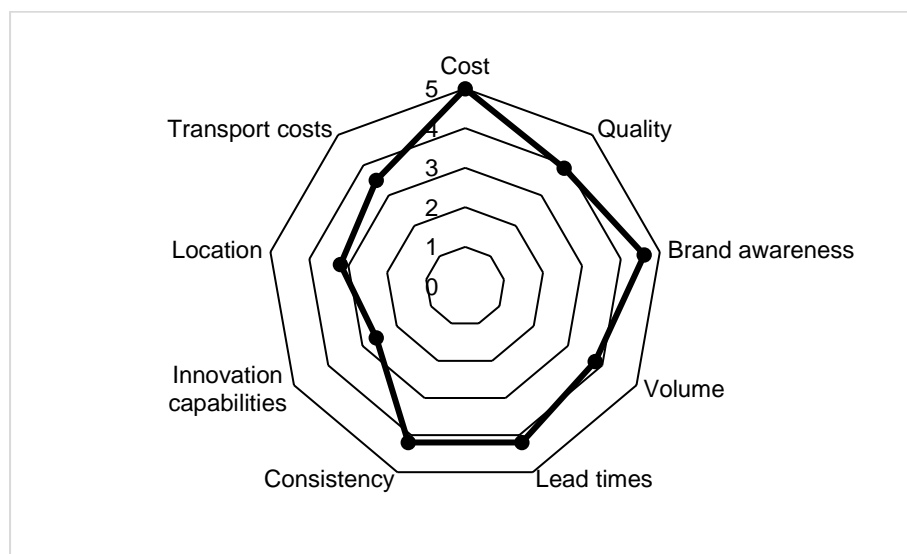 Cost
5
Transport costs
4
Quality
3
2
Location
1
Brand awareness
0
Innovation
capabilities
Volume
Consistency
Lead times